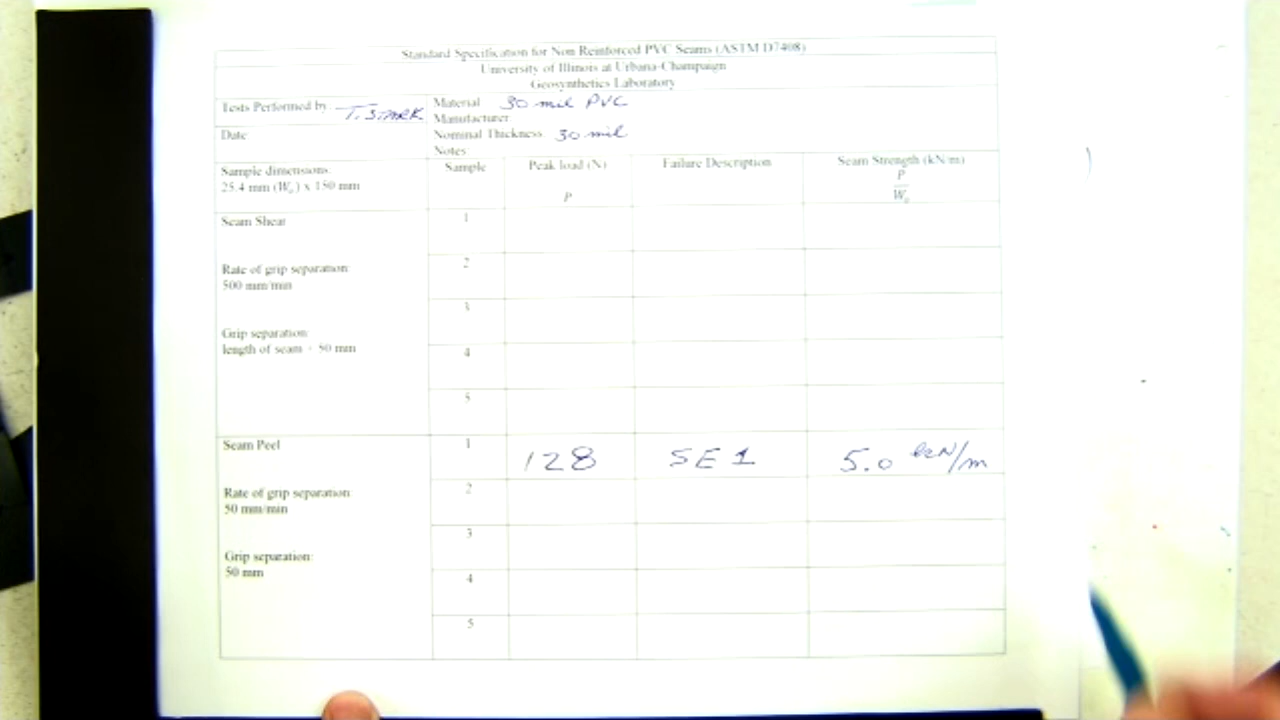 Standard Specification for Non Reinforced PVC Seams (ASTM D7408)
University of Illinois at Urbana-Champaign
Geosynthetics Laboratory
Tests Performed by: T. STARK
Material 30 mil PVC
Manufacturer
Date
Nominal Thickness: 30 mil
Notes:
Sample dimensions:
25.4 mm (Wo) x 150 mm
Sample
Peak load (N)
P
Failure Description
Seam Strength (kN/m)
P
Wo
Seam Shear
Rate of grip separation:
500 mm/min
Grip separation:
length of seam + 50 mm
1
2
3
4
5
Seam Peel
Rate of grip separation:
50 mm/min
Grip separation:
50 mm
1 128 SE1 5.0 kN/m
2
3
4
5